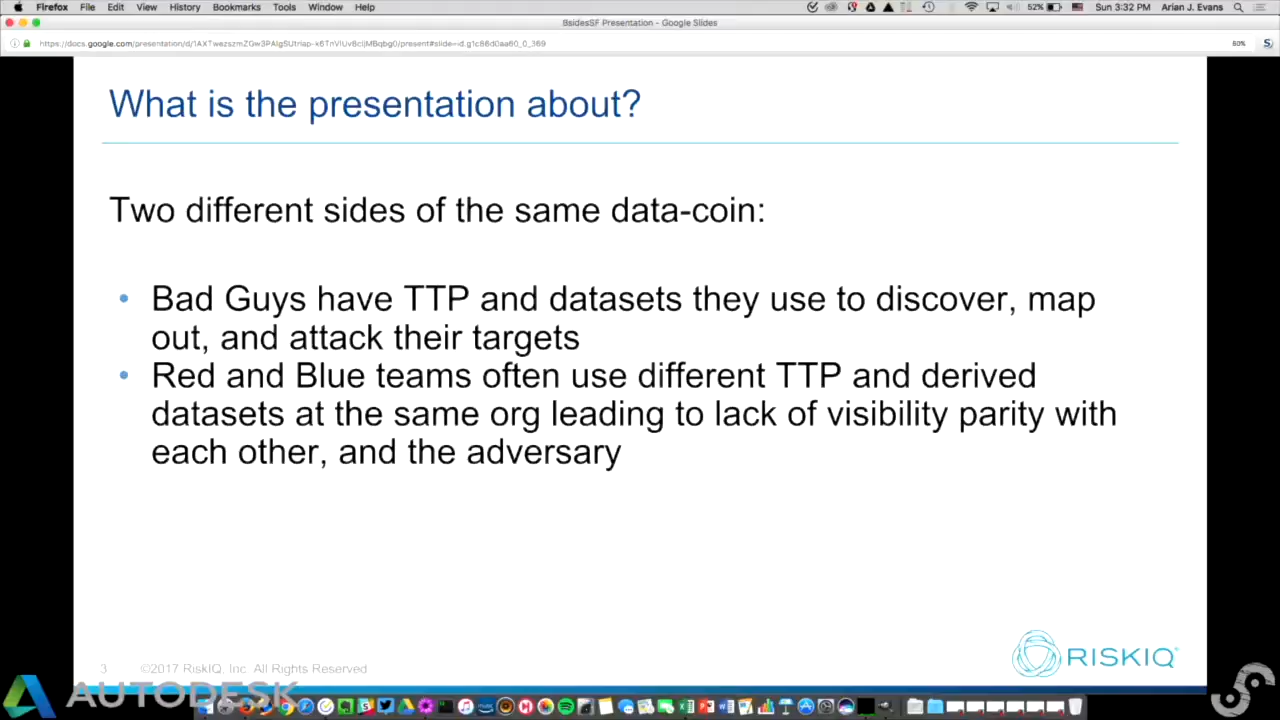 Firefox File Edit View History Bookmarks Tools Window Help 52% Sun 3:32 PM Arian J. Evans
BsidesSF Presentation - Google Slides
60%
What is the presentation about?
Two different sides of the same data-coin:
• Bad Guys have TTP and datasets they use to discover, map
out, and attack their targets
• Red and Blue teams often use different TTP and derived
datasets at the same org leading to lack of visibility parity with
each other, and the adversary
3 ©2017 RiskIQ, Inc. All Rights Reserved
RISKIQ
AUTODESK